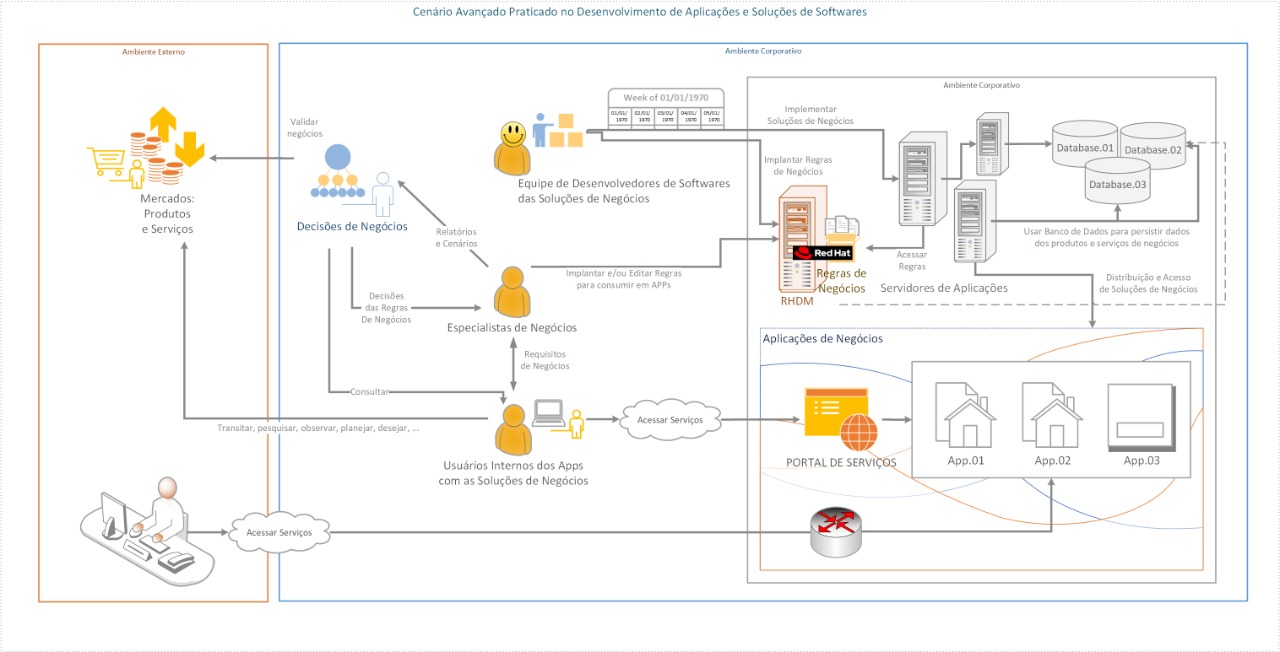 Cenário Avançado Praticado no Desenvolvimento de Aplicações e Soluções de Softwares
Ambiente Externo
Ambiente Corporativo
Ambiente Corporativo
Week of 01/01/1970
01/01/
1970
02/01/
1970
03/01/
1970
04/01/
1970
05/01/
1970
Implementar
Soluções de Negócios
Validar
negócios
Implantar Regras
de Negócios
Database.01
Database.02
Database.03
Equipe de Desenvolvedores de Softwares
das Soluções de Negócios
Mercados:
Produtos
e Serviços
Decisões de Negócios
Relatórios
e Cenários
Usar Banco de Dados para persistir dados
dos produtos e serviços de negócios
Red Hat
Acessar
Regras
Implantar e/ou Editar Regras
para consumir em APPs
Regras de
Negócios
RHDM
Servidores de Aplicações
Distribuição e Acesso
de Soluções de Negócios
Decisões
das Regras
De Negócios
Especialistas de Negócios
Aplicações de Negócios
Requisitos
de Negócios
Consultar
Transitar, pesquisar, observar, planejar, desejar, ...
Acessar Serviços
Usuários Internos dos Apps
com as Soluções de Negócios
PORTAL DE SERVIÇOS
App.01
App.02
App.03
Acessar Serviços